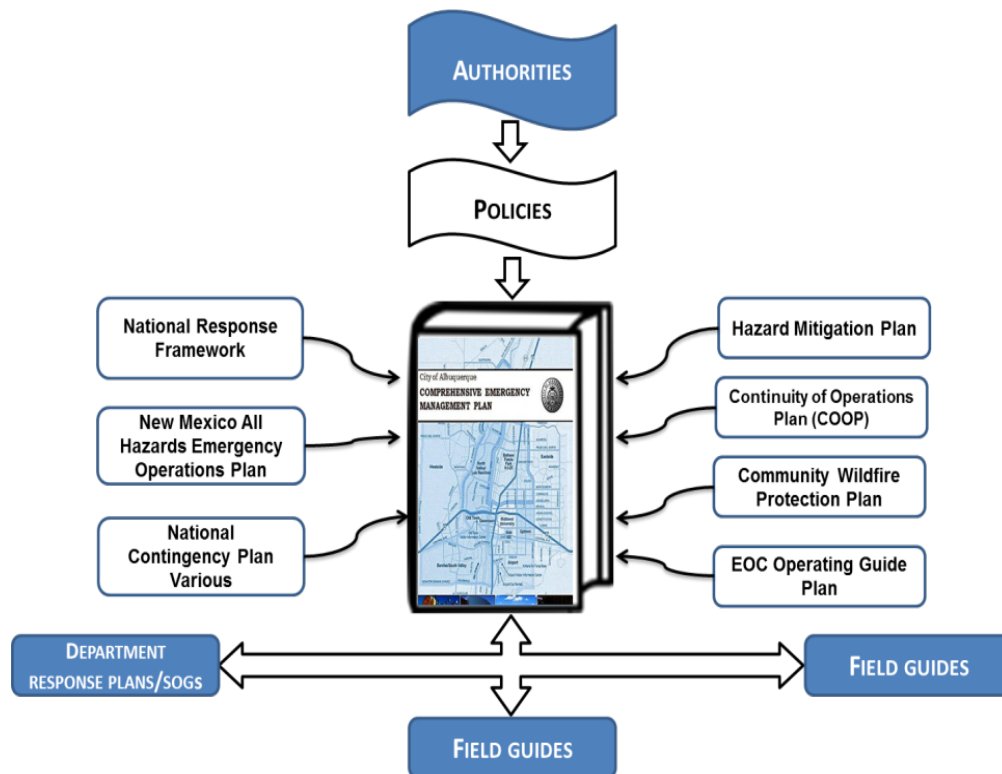 AUTHORITIES
POLICIES
National Response
Framework
New Mexico All
Hazards Emergency
Operations Plan
National
Contingency Plan
Various
City of Albuquerque
COMPREHENSIVE EMERGENCY
MANAGEMENT PLAN
Hazard Mitigation Plan
Continuity of Operations
Plan (COOP)
Community Wildfire
Protection Plan
EOC Operating Guide
Plan
DEPARTMENT
RESPONSE PLANS/SOGS
FIELD GUIDES
FIELD GUIDES